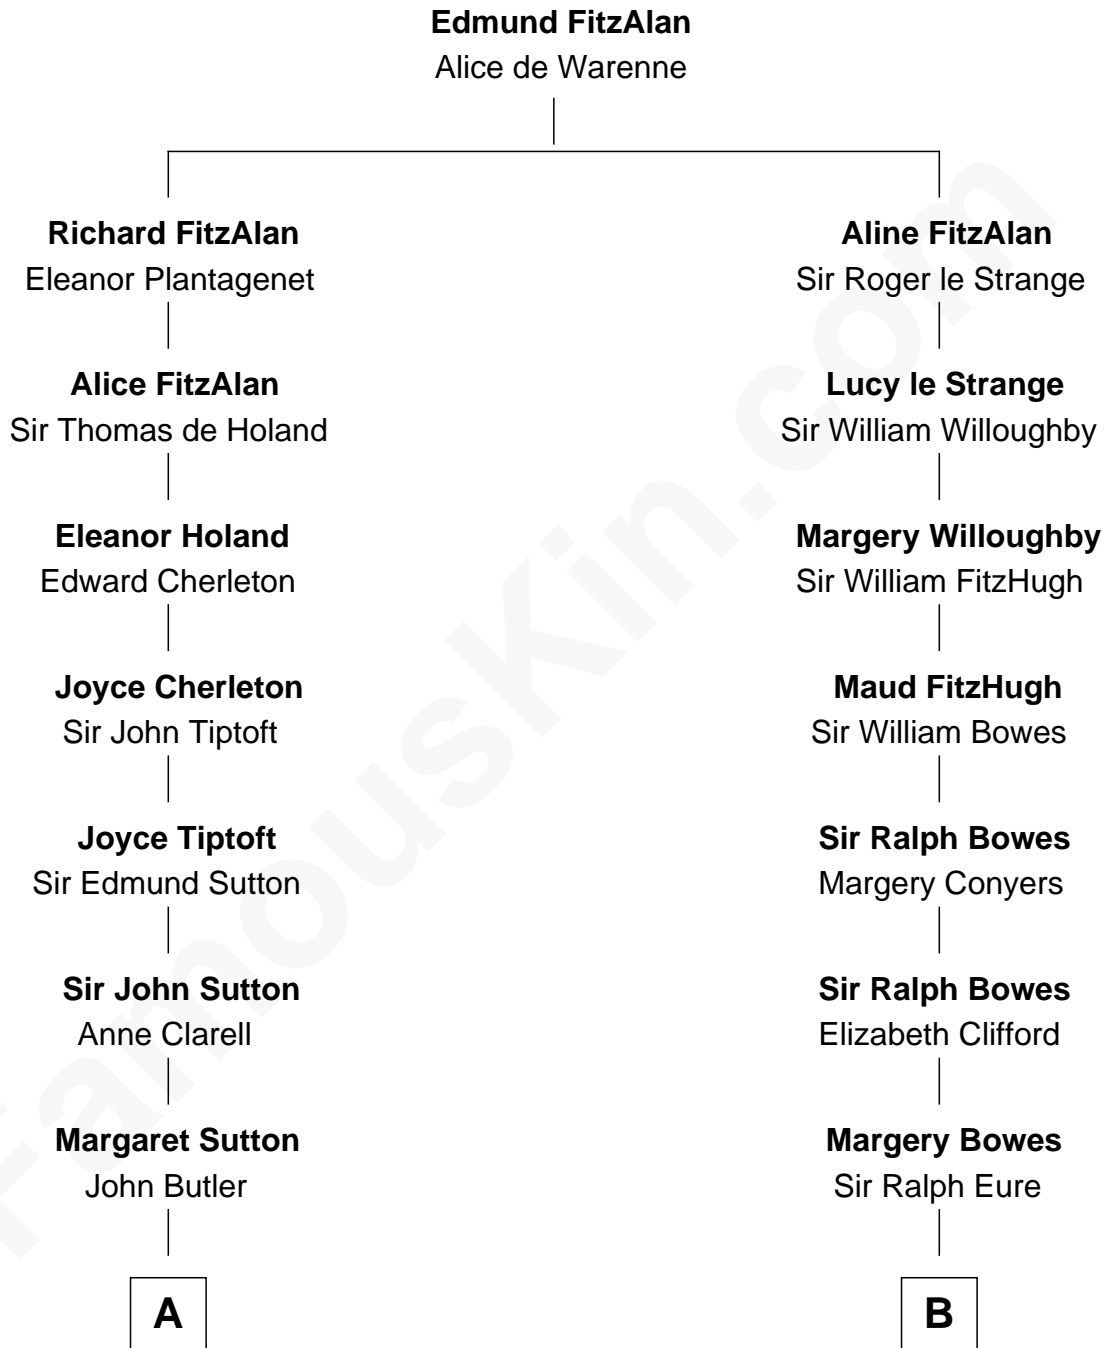 Edmund FitzAlan
Alice de Warenne
Richard FitzAlan
Eleanor Plantagenet
Alice FitzAlan
Sir Thomas de Holand
Eleanor Holand
Edward Cherleton
Joyce Cherleton
Sir John Tiptoft
Joyce Tiptoft
Sir Edmund Sutton
Sir John Sutton
Anne Clarell
Margaret Sutton
John Butler
A
Aline FitzAlan
Sir Roger le Strange
Lucy le Strange
Sir William Willoughby
Margery Willoughby
Sir William FitzHugh
Maud FitzHugh
Sir William Bowes
Sir Ralph Bowes
Margery Conyers
Sir Ralph Bowes
Elizabeth Clifford
Margery Bowes
Sir Ralph Eure
B
FamousKin.com